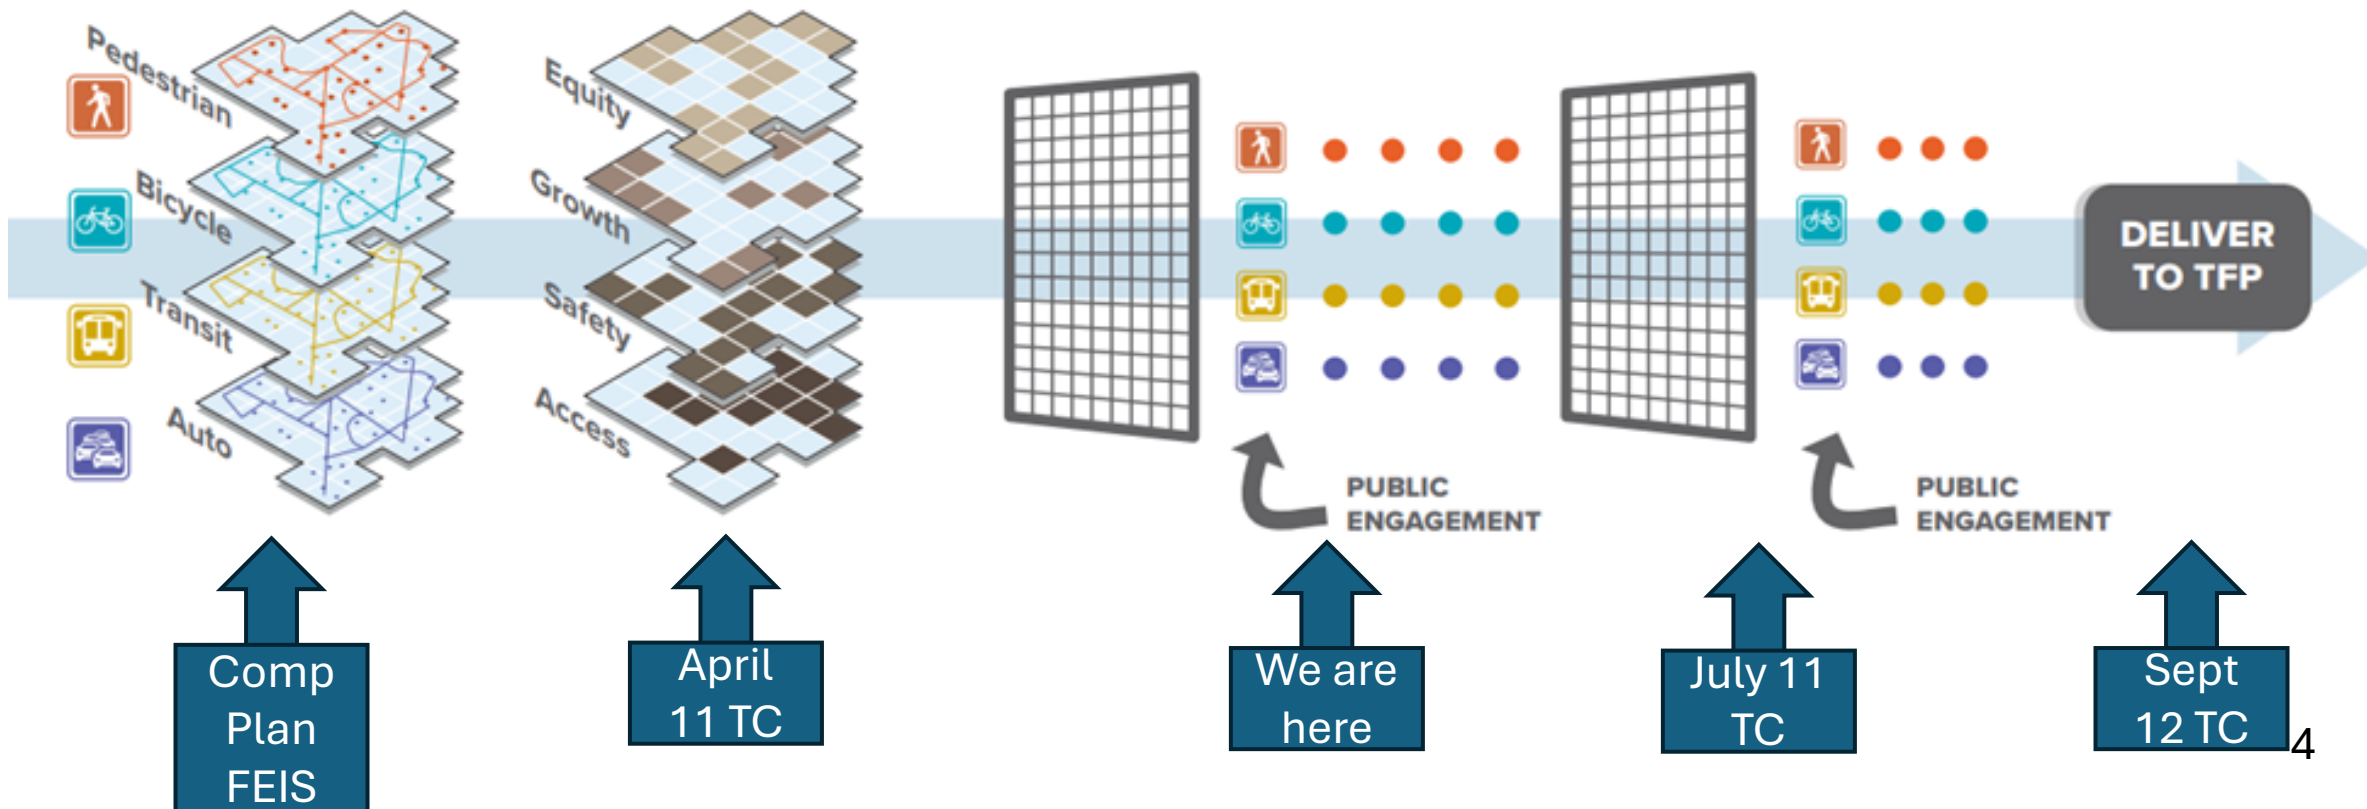 Pedestrian
Bicycle
Transit
Auto
Equity
Growth
Safety
Access
PUBLIC
ENGAGEMENT
PUBLIC
ENGAGEMENT
DELIVER
TO TFP
Comp
Plan
FEIS
April
11 TC
We are
here
July 11
TC
Sept
12 TC
4